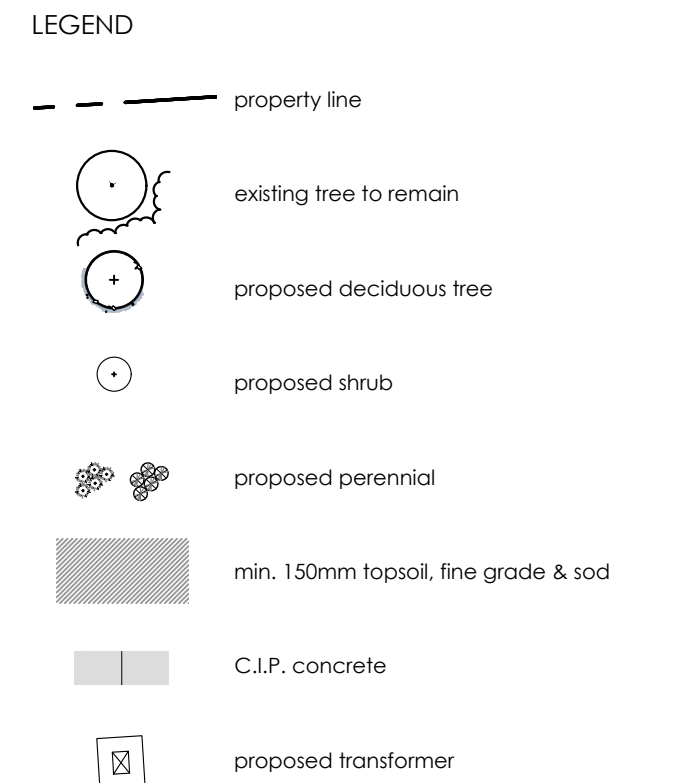 LEGEND
property line
existing tree to remain
proposed deciduous tree
proposed shrub
proposed perennial
min. 150mm topsoil, fine grade & sod
C.I.P. concrete
proposed transformer